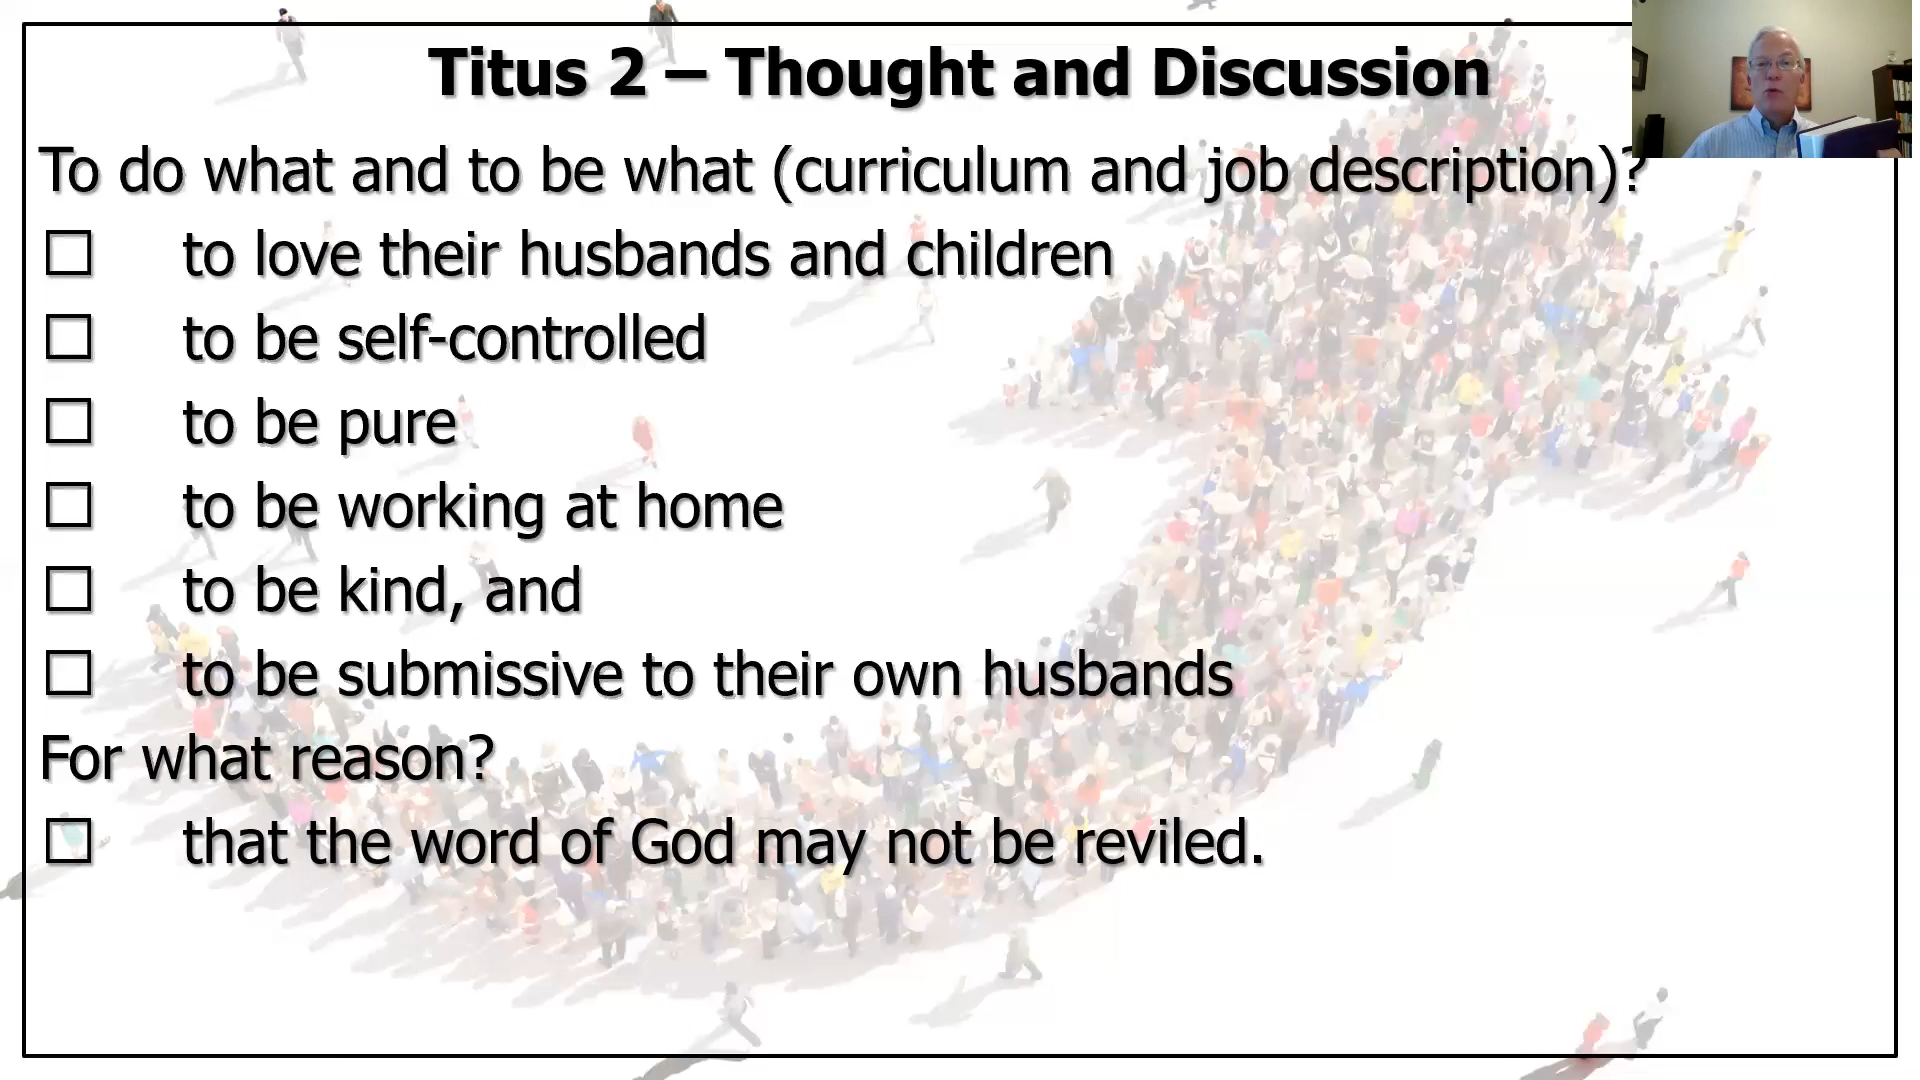 Titus 2 – Thought and Discussion
To do what and to be what (curriculum and job description)?
☐ to love their husbands and children
☐ to be self-controlled
☐ to be pure
☐ to be working at home
☐ to be kind, and
☐ to be submissive to their own husbands
For what reason?
☐ that the word of God may not be reviled.